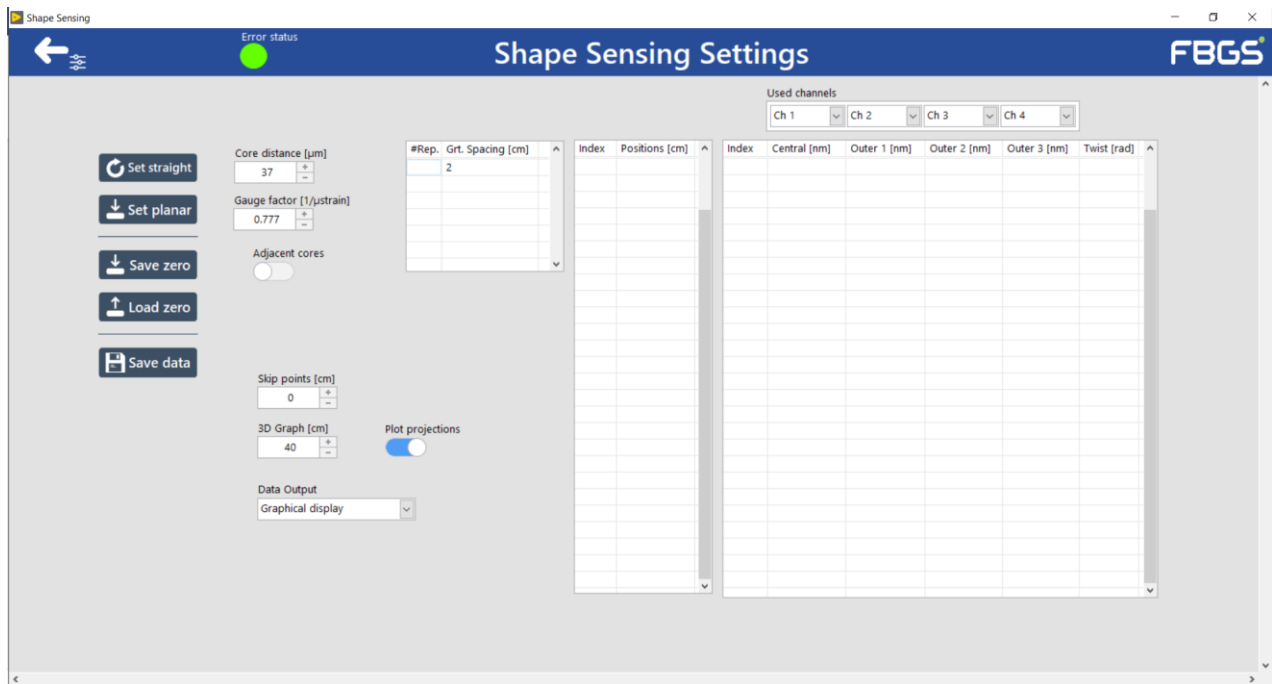 Shape Sensing
Error status
Shape Sensing Settings
FBGS
Used channels
Ch 1 Ch 2 Ch 3 Ch 4
Set straight
Set planar
Save zero
Load zero
Save data
Core distance [µm]
37
Gauge factor [1/µstrain]
0.777
Adjacent cores
Skip points [cm]
0
3D Graph [cm]
40
Plot projections
Data Output
Graphical display
#Rep. Grt. Spacing [cm]
2
Index Positions [cm]
Index Central [nm] Outer 1 [nm] Outer 2 [nm] Outer 3 [nm] Twist [rad]